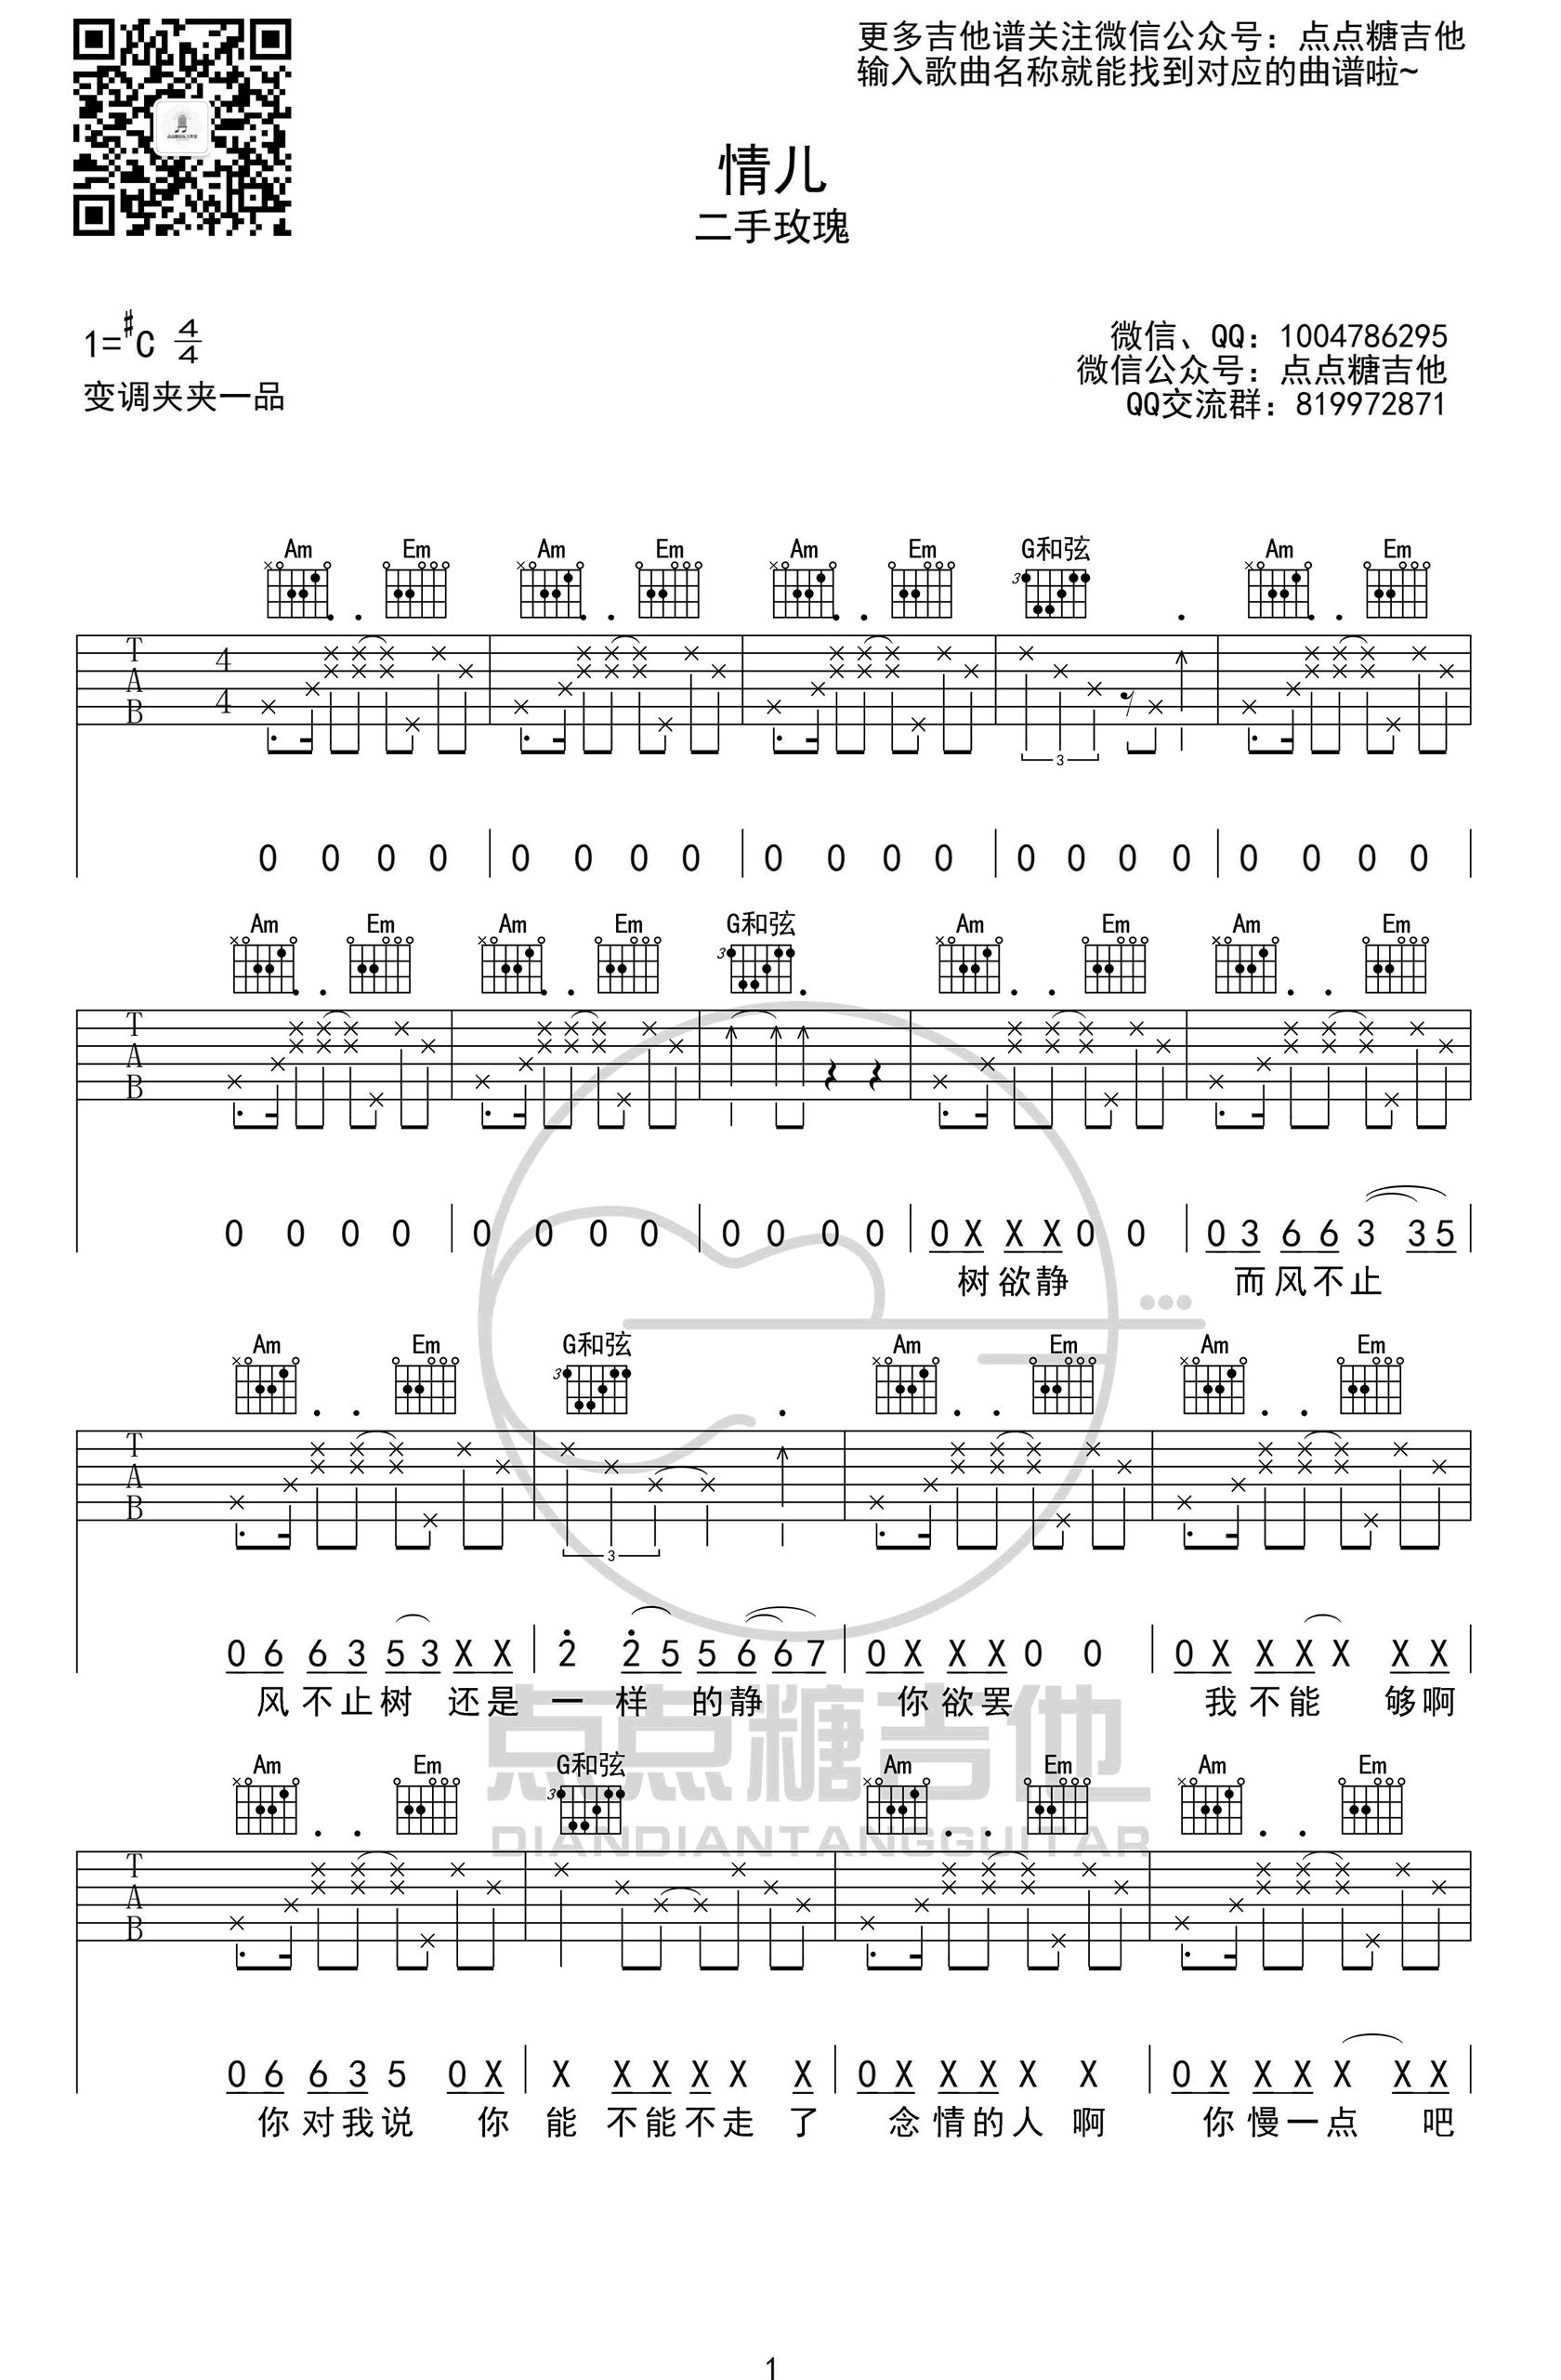 更多吉他谱关注微信公众号：点点糖吉他
输入歌曲名称就能找到对应的曲谱啦~
情儿
二手玫瑰
1=#C 4/4
变调夹夹一品
微信、QQ：1004786295
微信公众号：点点糖吉他
QQ交流群：819972871
Am Em Am Em Am Em G和弦 Am Em
3
T A B 4 4
3
0 0 0 0 0 0 0 0 0 0 0 0 0 0 0 0 0 0 0 0
Am Em Am Em G和弦 Am Em Am Em
3
T A B
0 0 0 0 0 0 0 0 0 0 0 0 0 X X X 0 0 0 3 6 6 3 3 5
树欲静 而风不止
Am Em G和弦 Am Em Am Em
3
T A B
3
0 6 6 3 5 3 X X 2 2 5 5 6 6 7 0 X X X 0 0 0 X X X X X X
风不止树 还是 一 样 的静 你欲罢 我不能 够啊
点点糖吉他
Am Em G和弦 Am Em Am Em
3
DIANDIANTANGGUITAR
T A B
0 6 6 3 5 0 X X X X X X X 0 X X X X X 0 X X X X X X
你对我说 你 能 不能不走 了 念情的人 啊 你慢一点 吧
1